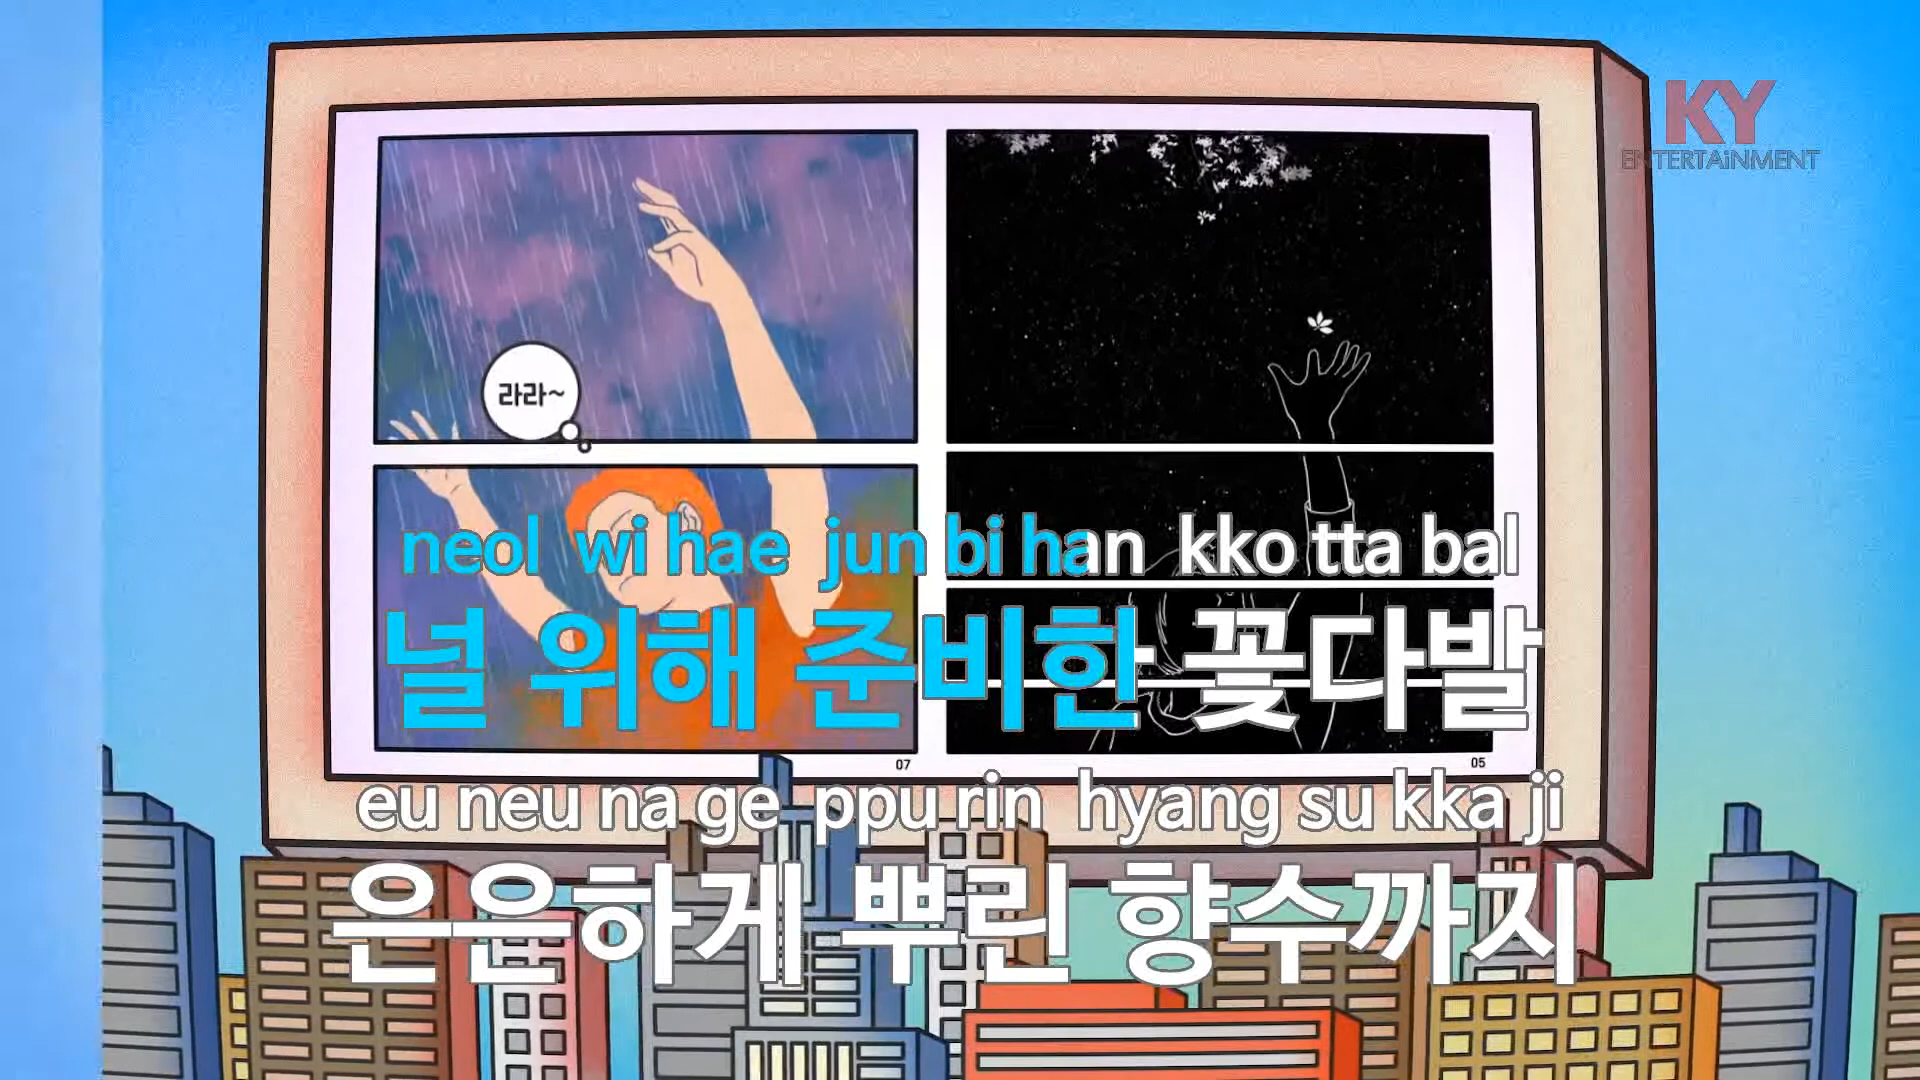 KY
ENTERTAiNMENT
라라~
neol wi hae jun bi han kko tta bal
널 위해 준비한 꽃다발
07
05
eu neu na ge ppu rin hyang su kka ji
은은하게 뿌린 향수까지